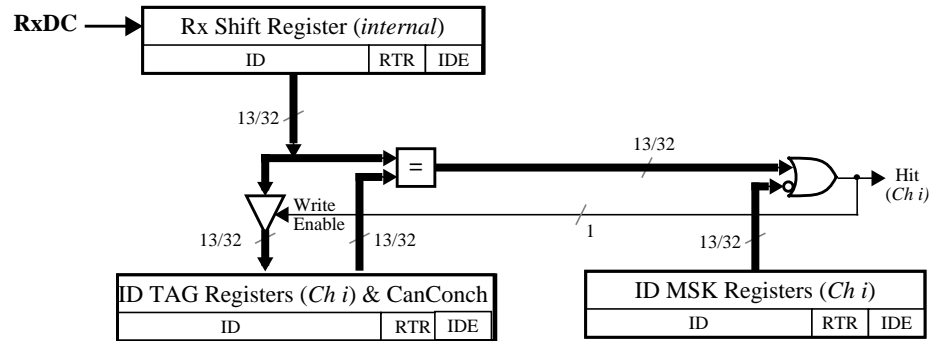 RxDC
Rx Shift Register (internal)
ID RTR IDE
13/32
=
13/32
Hit
(Ch i)
Write
Enable
1
13/32
13/32
13/32
ID TAG Registers (Ch i) & CanConch
ID RTR IDE
ID MSK Registers (Ch i)
ID RTR IDE